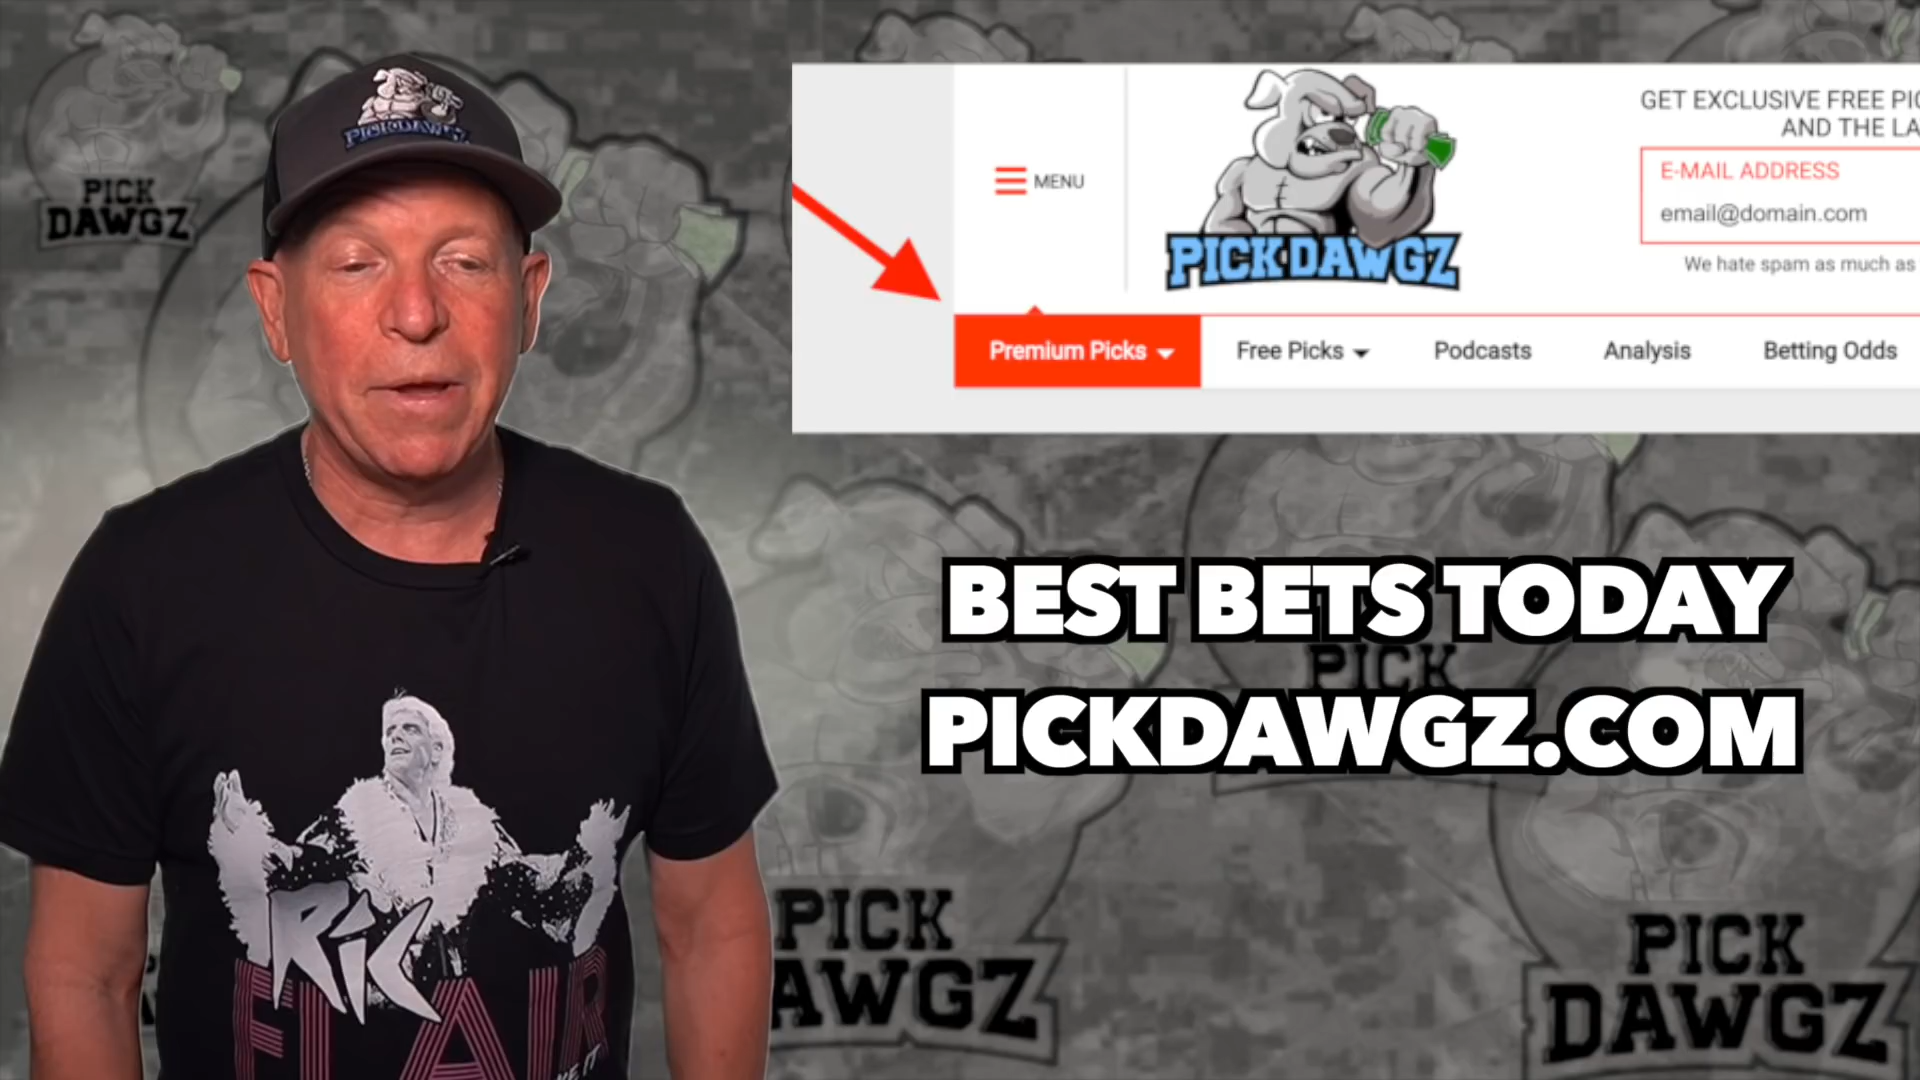 PICKDAWGZ
PICK
DAWGZ
MENU
PICKDAWGZ
GET EXCLUSIVE FREE
AND THE
E-MAIL ADDRESS
email@domain.com
We hate spam as much as
Premium Picks
Free Picks
Podcasts
Analysis
Betting Odds
BEST BETS TODAY
PICK
PICKDAWGZ.COM
RIC
FLAIR
PICK
AWGZ
PICK
DAWGZ